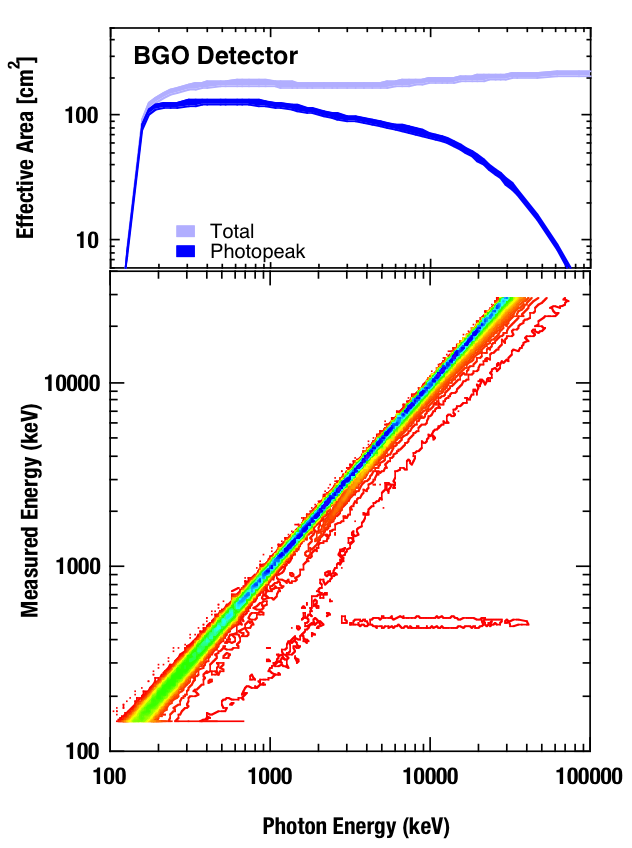 BGO Detector
Effective Area [cm²]
100
10
Total
Photopeak
Measured Energy (keV)
10000
1000
100
100 1000 10000 100000
Photon Energy (keV)